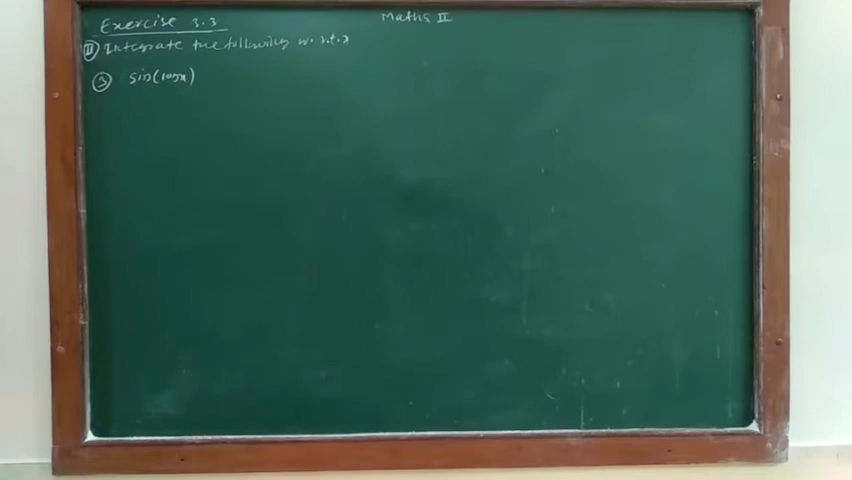 Maths II
Exercise 3.3
II Integrate the following w.r.t.x
3 sin(logx)